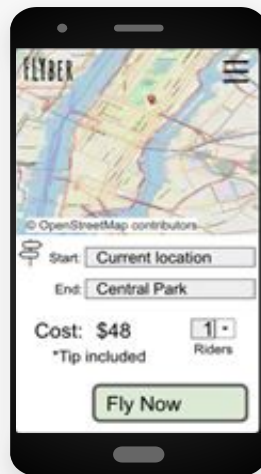 FLYBER
© OpenStreetMap contributors
Start: Current location
End: Central Park
Cost: $48
1
*Tip included
Riders
Fly Now